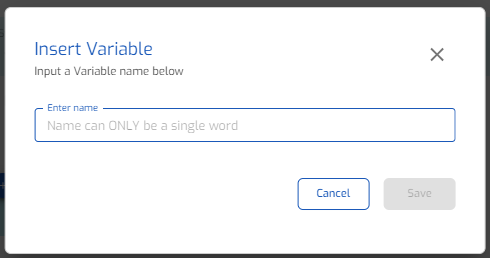 Insert Variable
Input a Variable name below
Enter name
Name can ONLY be a single word
Cancel
Save